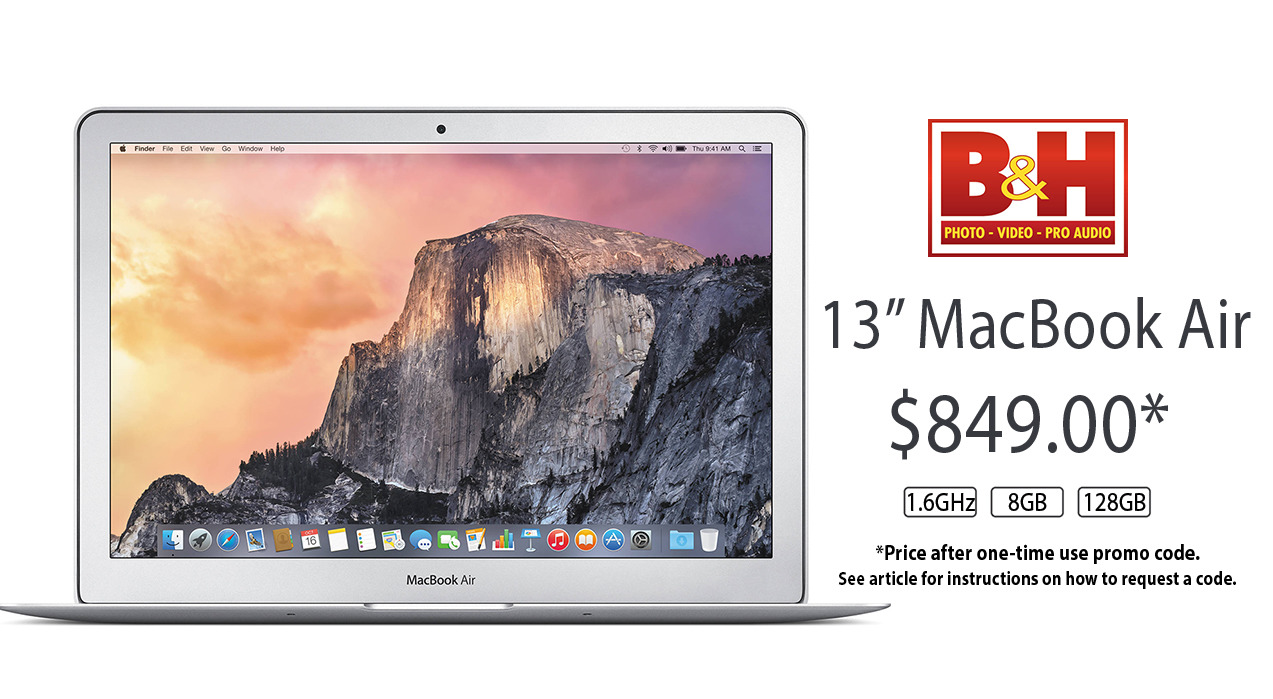 Finder File Edit View Go Window Help Thu 9:41 AM
OCT
16
MacBook Air
B&H
PHOTO - VIDEO - PRO AUDIO
13” MacBook Air
$849.00*
1.6GHz 8GB 128GB
*Price after one-time use promo code.
See article for instructions on how to request a code.